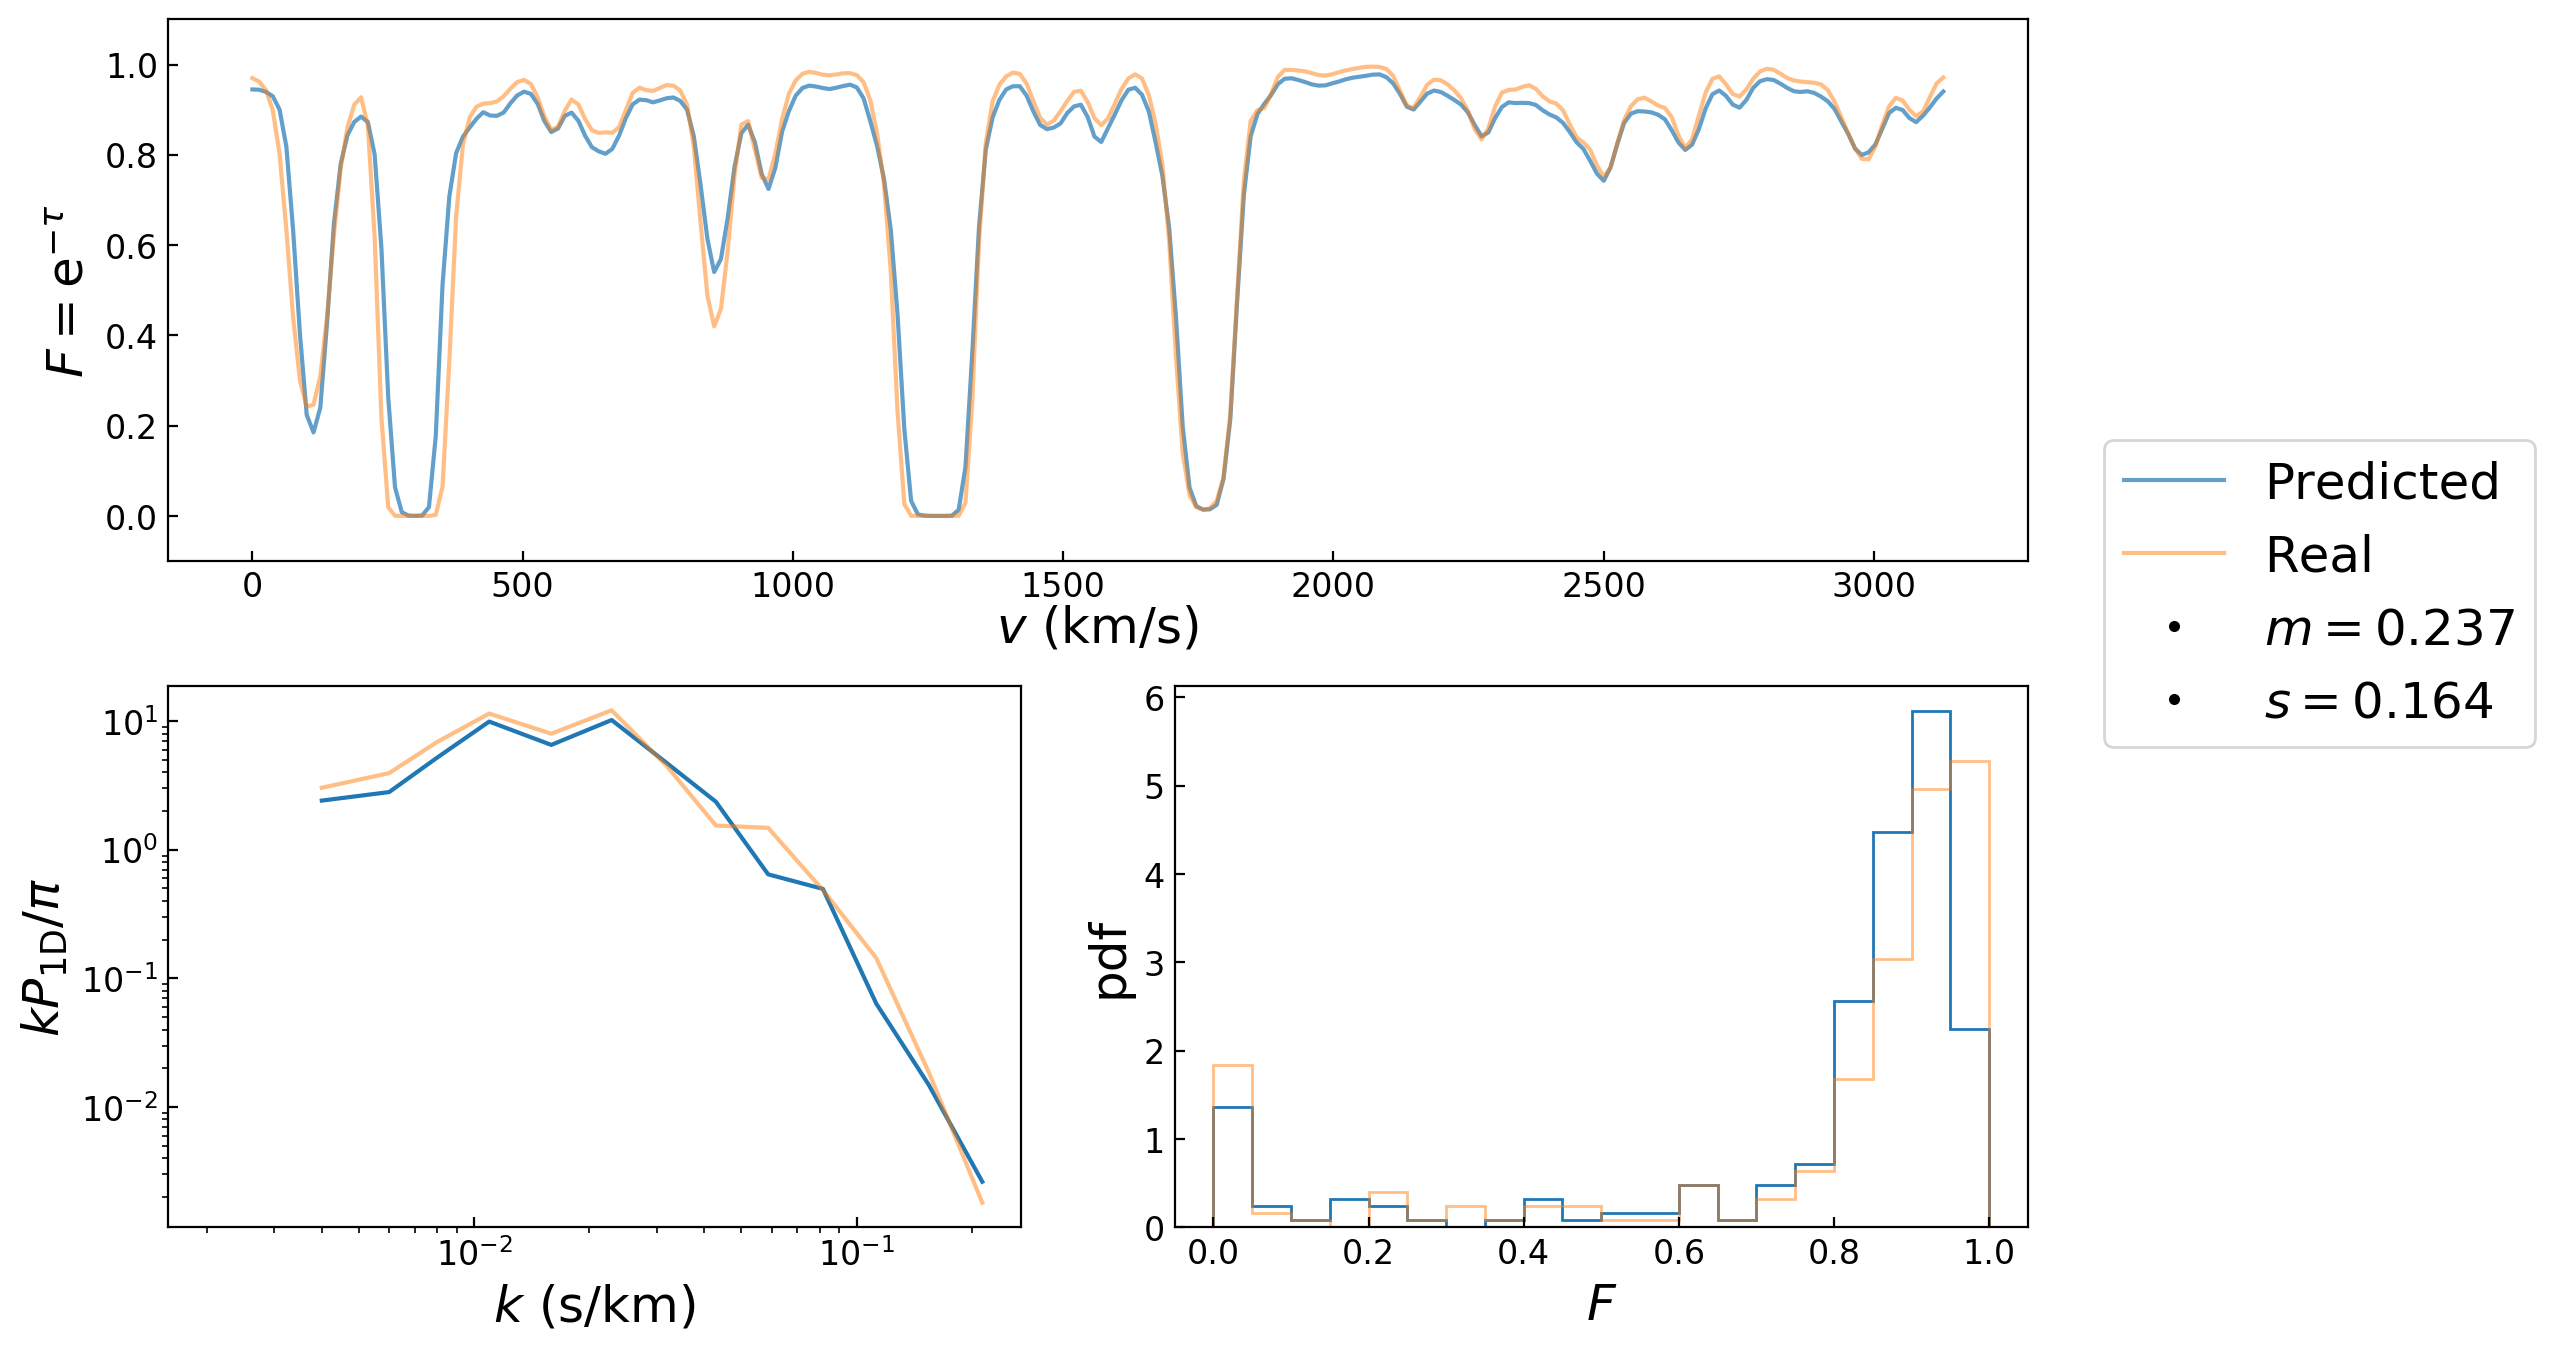 1.0
0.8
0.6
0.4
0.2
0.0
F = e^{−τ}
0 500 1000 1500 2000 2500 3000
v (km/s)
Predicted
Real
m = 0.237
s = 0.164
10^1
10^0
10^{−1}
10^{−2}
kP_{1D}/π
10^{−2} 10^{−1}
k (s/km)
6
5
4
3
2
1
0
pdf
0.0 0.2 0.4 0.6 0.8 1.0
F